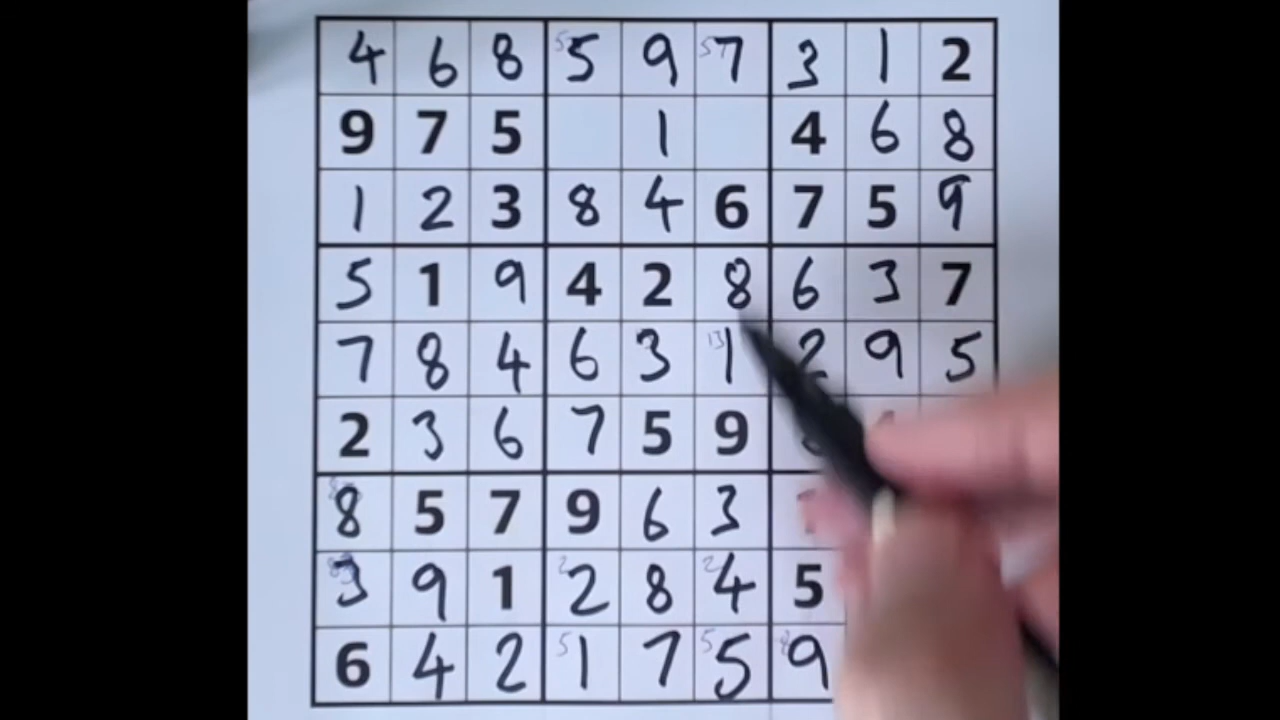 4 6 8 5 9 7 3 1 2
9 7 5 1 4 6 8
1 2 3 8 4 6 7 5 9
5 1 9 4 2 8 6 3 7
7 8 4 6 3 1 2 9 5
2 3 6 7 5 9
8 5 7 9 6 3
3 9 1 2 8 4 5
6 4 2 1 7 5 9